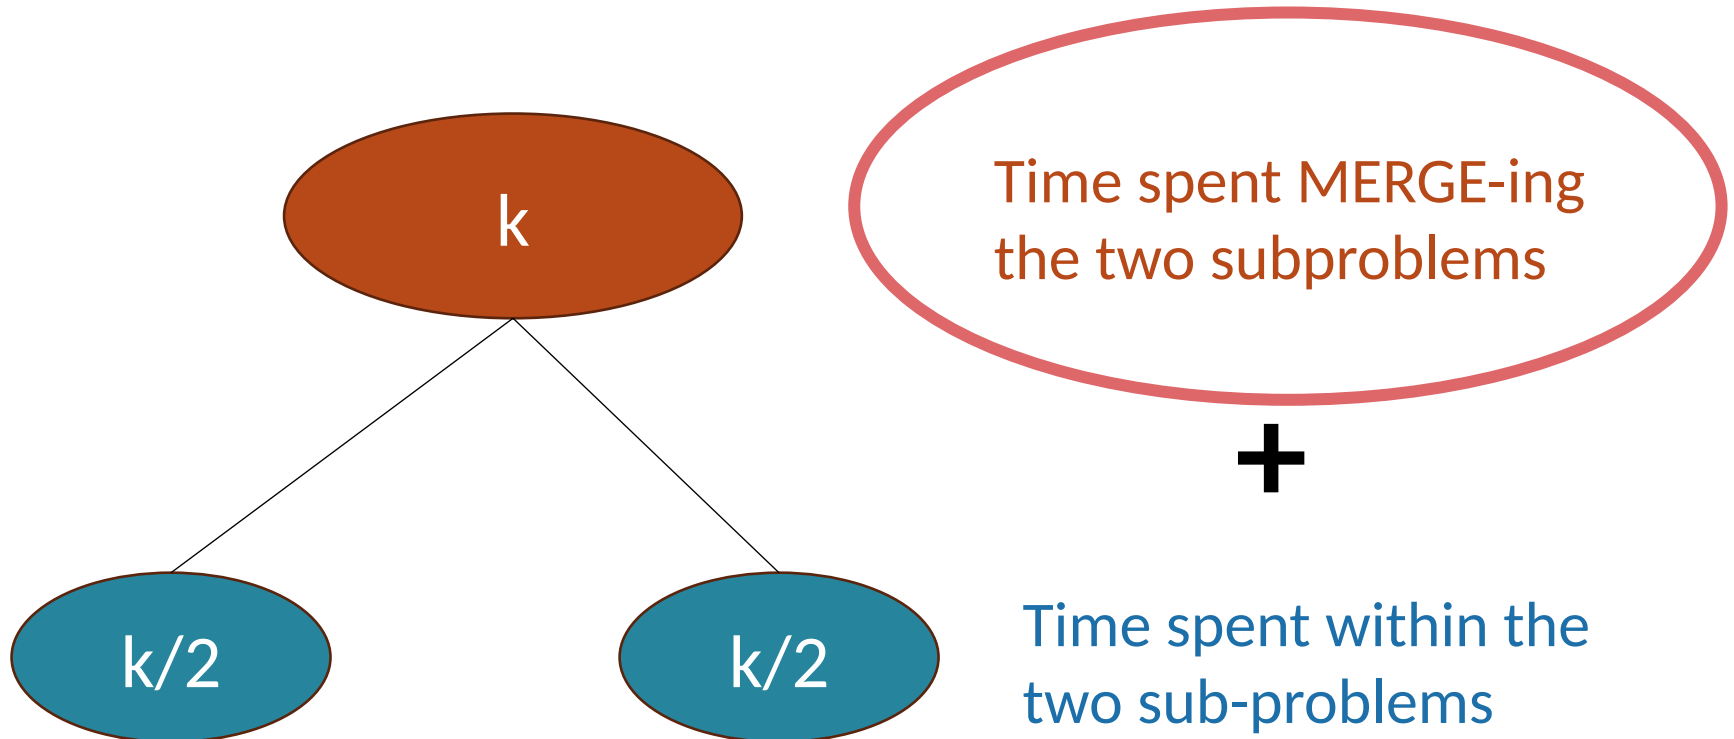 k
Time spent MERGE-ing
the two subproblems
+
k/2
k/2
Time spent within the
two sub-problems